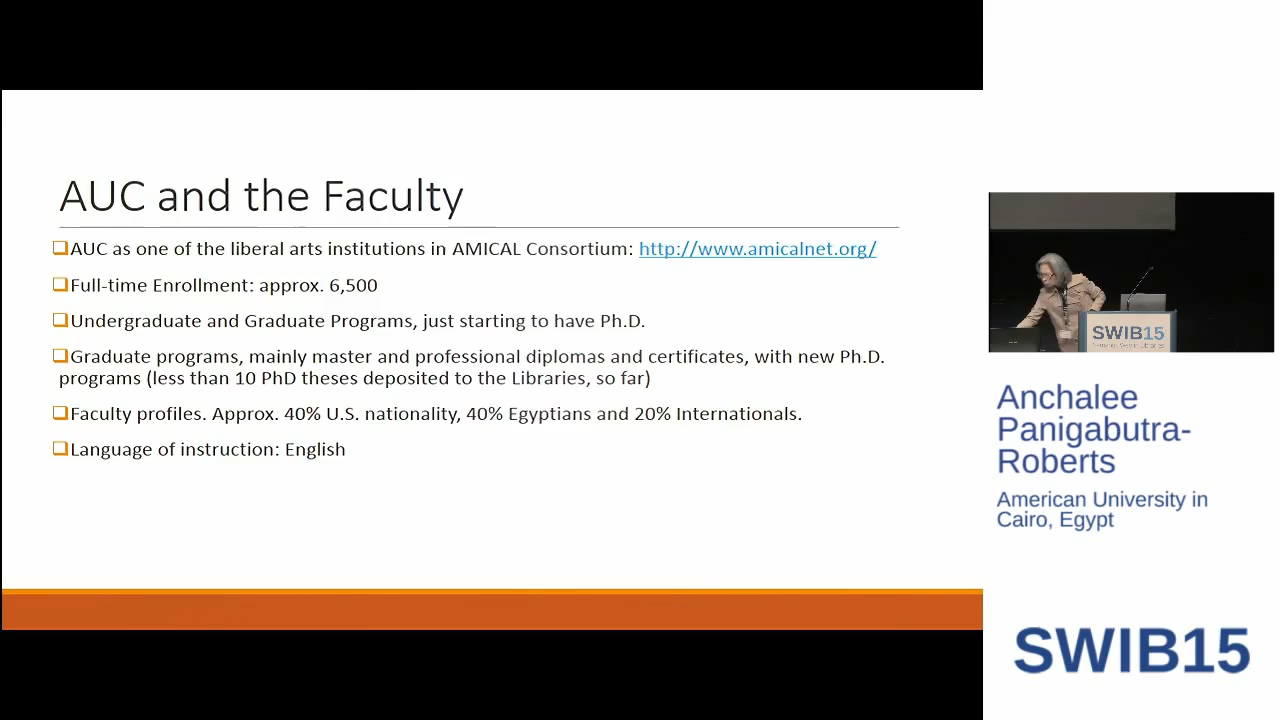 AUC and the Faculty
AUC as one of the liberal arts institutions in AMICAL Consortium: http://www.amicalnet.org/
Full-time Enrollment: approx. 6,500
Undergraduate and Graduate Programs, just starting to have Ph.D.
Graduate programs, mainly master and professional diplomas and certificates, with new Ph.D.
programs (less than 10 PhD theses deposited to the Libraries, so far)
Faculty profiles. Approx. 40% U.S. nationality, 40% Egyptians and 20% Internationals.
Language of instruction: English
SWIB15
Semantic Web in Libraries
Anchalee
Panigabutra-
Roberts
American University in
Cairo, Egypt
SWIB15